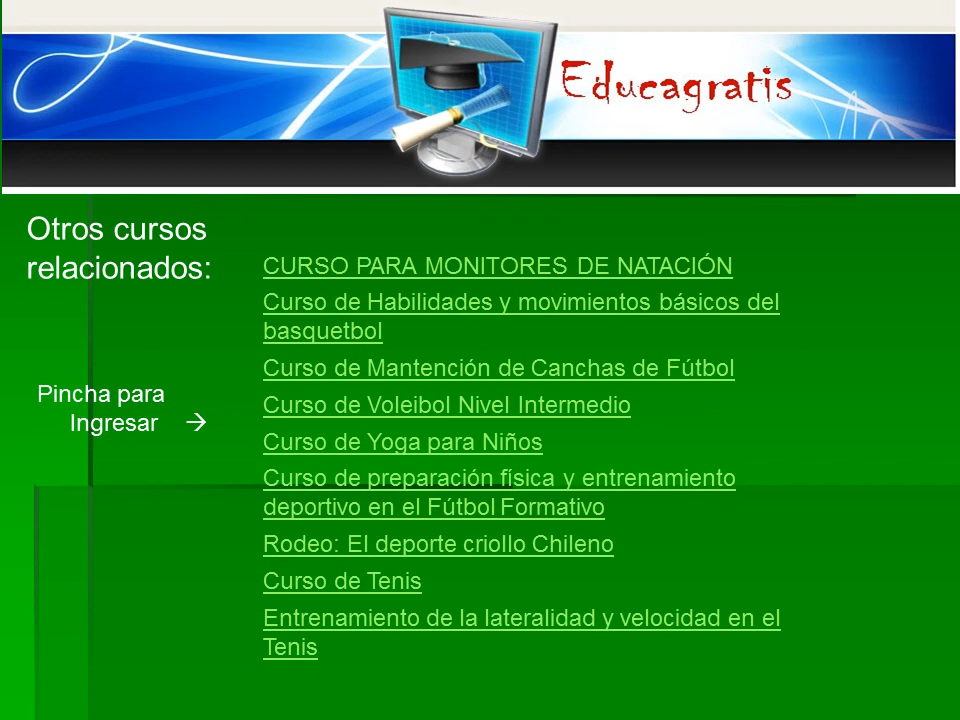 Educagratis
Otros cursos
relacionados:
Pincha para
Ingresar →
CURSO PARA MONITORES DE NATACIÓN
Curso de Habilidades y movimientos básicos del
basquetbol
Curso de Mantención de Canchas de Fútbol
Curso de Voleibol Nivel Intermedio
Curso de Yoga para Niños
Curso de preparación física y entrenamiento
deportivo en el Fútbol Formativo
Rodeo: El deporte criollo Chileno
Curso de Tenis
Entrenamiento de la lateralidad y velocidad en el
Tenis